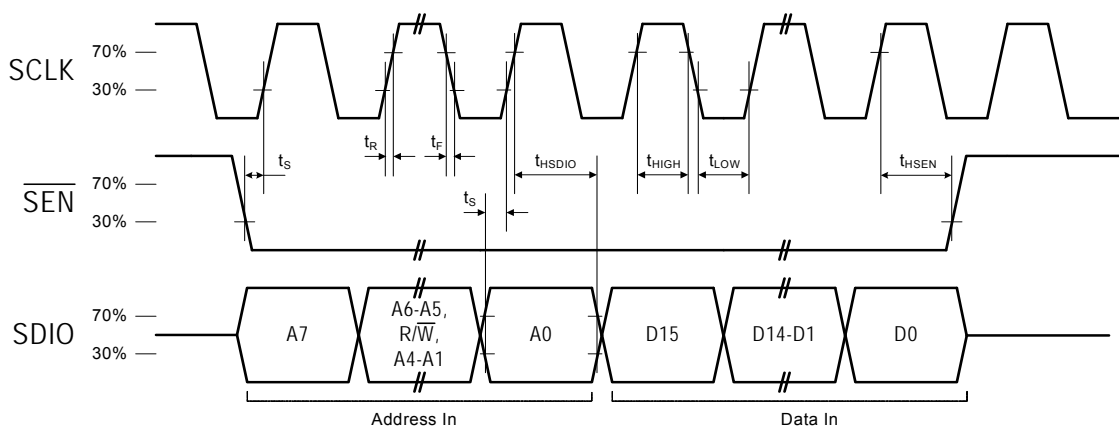 SCLK
70%
30%
tS
tR
tF
tHSDIO
tHIGH
tLOW
tHSEN
SEN
70%
30%
tS
SDIO
70%
30%
A7
A6-A5,
R/W,
A4-A1
A0
D15
D14-D1
D0
Address In
Data In